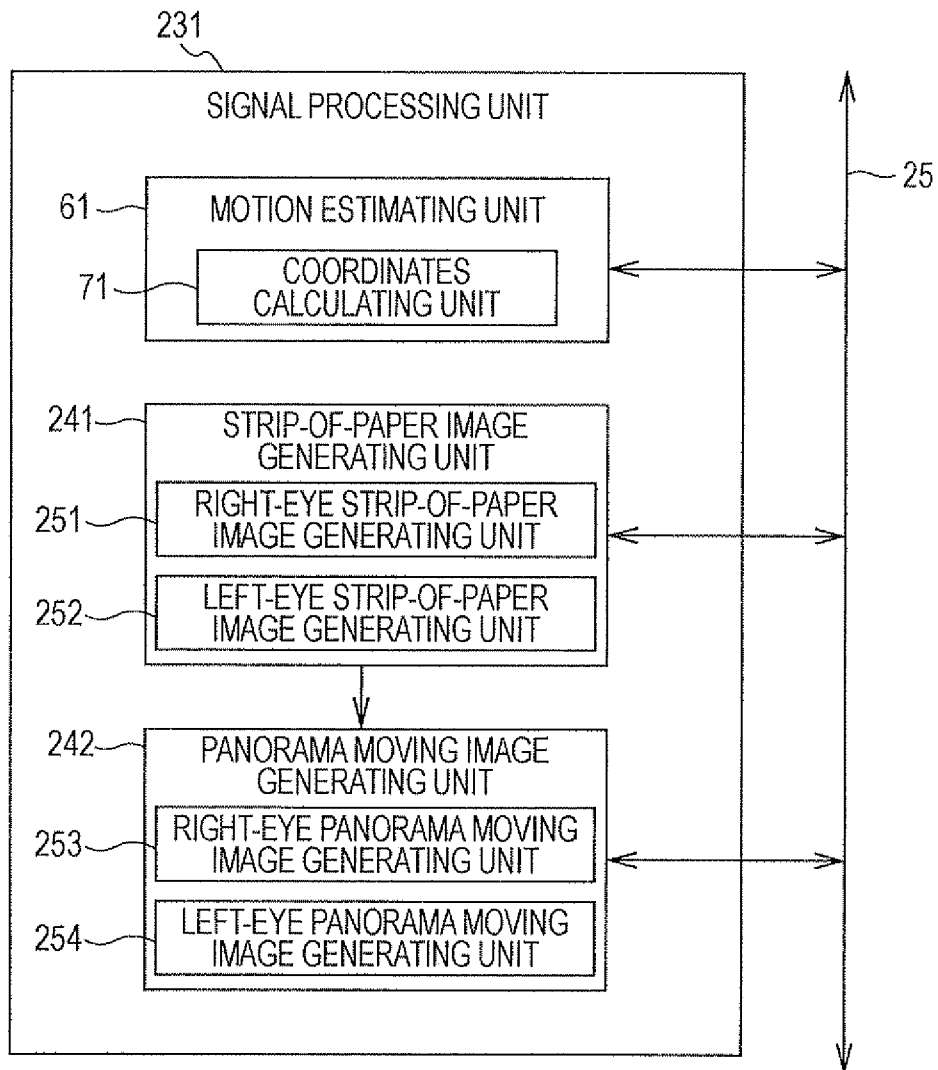 231
SIGNAL PROCESSING UNIT
25
61
MOTION ESTIMATING UNIT
71
COORDINATES
CALCULATING UNIT
241
STRIP-OF-PAPER IMAGE
GENERATING UNIT
251
RIGHT-EYE STRIP-OF-PAPER
IMAGE GENERATING UNIT
252
LEFT-EYE STRIP-OF-PAPER
IMAGE GENERATING UNIT
242
PANORAMA MOVING IMAGE
GENERATING UNIT
253
RIGHT-EYE PANORAMA MOVING
IMAGE GENERATING UNIT
254
LEFT-EYE PANORAMA MOVING
IMAGE GENERATING UNIT